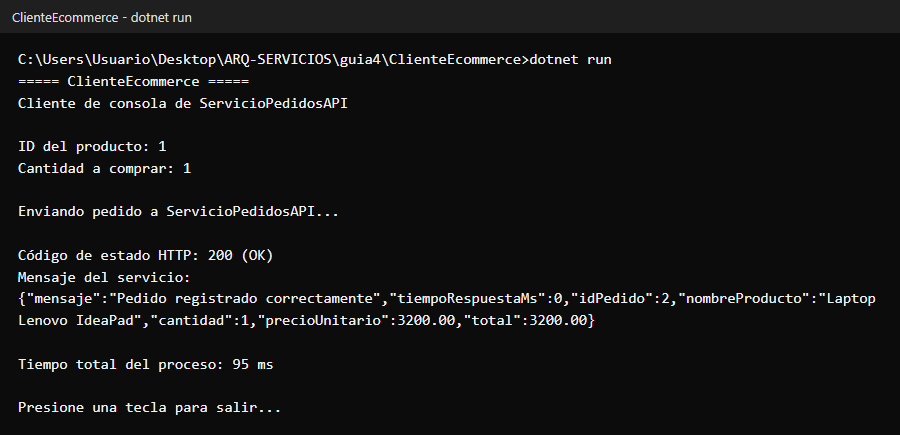 ClienteEcommerce - dotnet run
C:\Users\Usuario\Desktop\ARQ-SERVICIOS\guia4\ClienteEcommerce>dotnet run
===== ClienteEcommerce =====
Cliente de consola de ServicioPedidosAPI
ID del producto: 1
Cantidad a comprar: 1
Enviando pedido a ServicioPedidosAPI...
Código de estado HTTP: 200 (OK)
Mensaje del servicio:
{"mensaje":"Pedido registrado correctamente","tiempoRespuestaMs":0,"idPedido":2,"nombreProducto":"Laptop
Lenovo IdeaPad","cantidad":1,"precioUnitario":3200.00,"total":3200.00}
Tiempo total del proceso: 95 ms
Presione una tecla para salir...